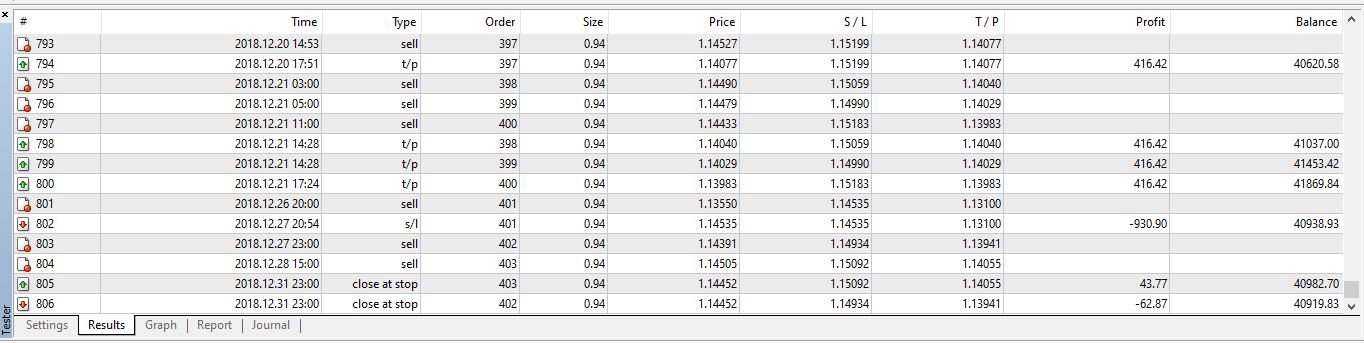 # Time Type Order Size Price S / L T / P Profit Balance
793 2018.12.20 14:53 sell 397 0.94 1.14527 1.15199 1.14077
794 2018.12.20 17:51 t/p 397 0.94 1.14077 1.15199 1.14077 416.42 40620.58
795 2018.12.21 03:00 sell 398 0.94 1.14490 1.15059 1.14040
796 2018.12.21 05:00 sell 399 0.94 1.14479 1.14990 1.14029
797 2018.12.21 11:00 sell 400 0.94 1.14433 1.15183 1.13983
798 2018.12.21 14:28 t/p 398 0.94 1.14040 1.15059 1.14040 416.42 41037.00
799 2018.12.21 14:28 t/p 399 0.94 1.14029 1.14990 1.14029 416.42 41453.42
800 2018.12.21 17:24 t/p 400 0.94 1.13983 1.15183 1.13983 416.42 41869.84
801 2018.12.26 20:00 sell 401 0.94 1.13550 1.14535 1.13100
802 2018.12.27 20:54 s/l 401 0.94 1.14535 1.14535 1.13100 -930.90 40938.93
803 2018.12.27 23:00 sell 402 0.94 1.14391 1.14934 1.13941
804 2018.12.28 15:00 sell 403 0.94 1.14505 1.15092 1.14055
805 2018.12.31 23:00 close at stop 403 0.94 1.14452 1.15092 1.14055 43.77 40982.70
806 2018.12.31 23:00 close at stop 402 0.94 1.14452 1.14934 1.13941 -62.87 40919.83
Tester
Settings Results Graph Report Journal